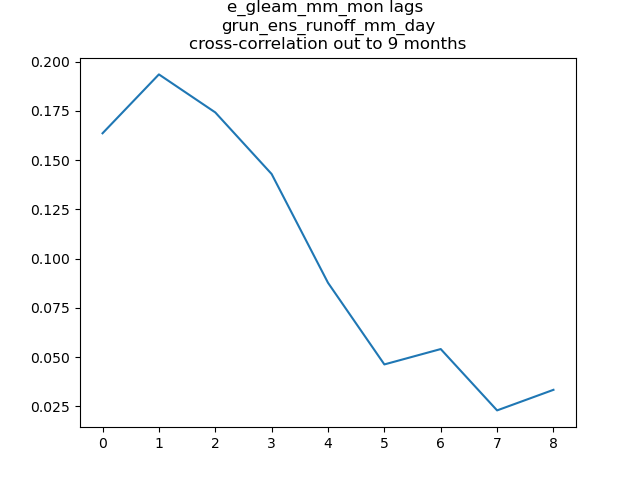 e_gleam_mm_mon lags
grun_ens_runoff_mm_day
cross-correlation out to 9 months
0.200
0.175
0.150
0.125
0.100
0.075
0.050
0.025
0 1 2 3 4 5 6 7 8